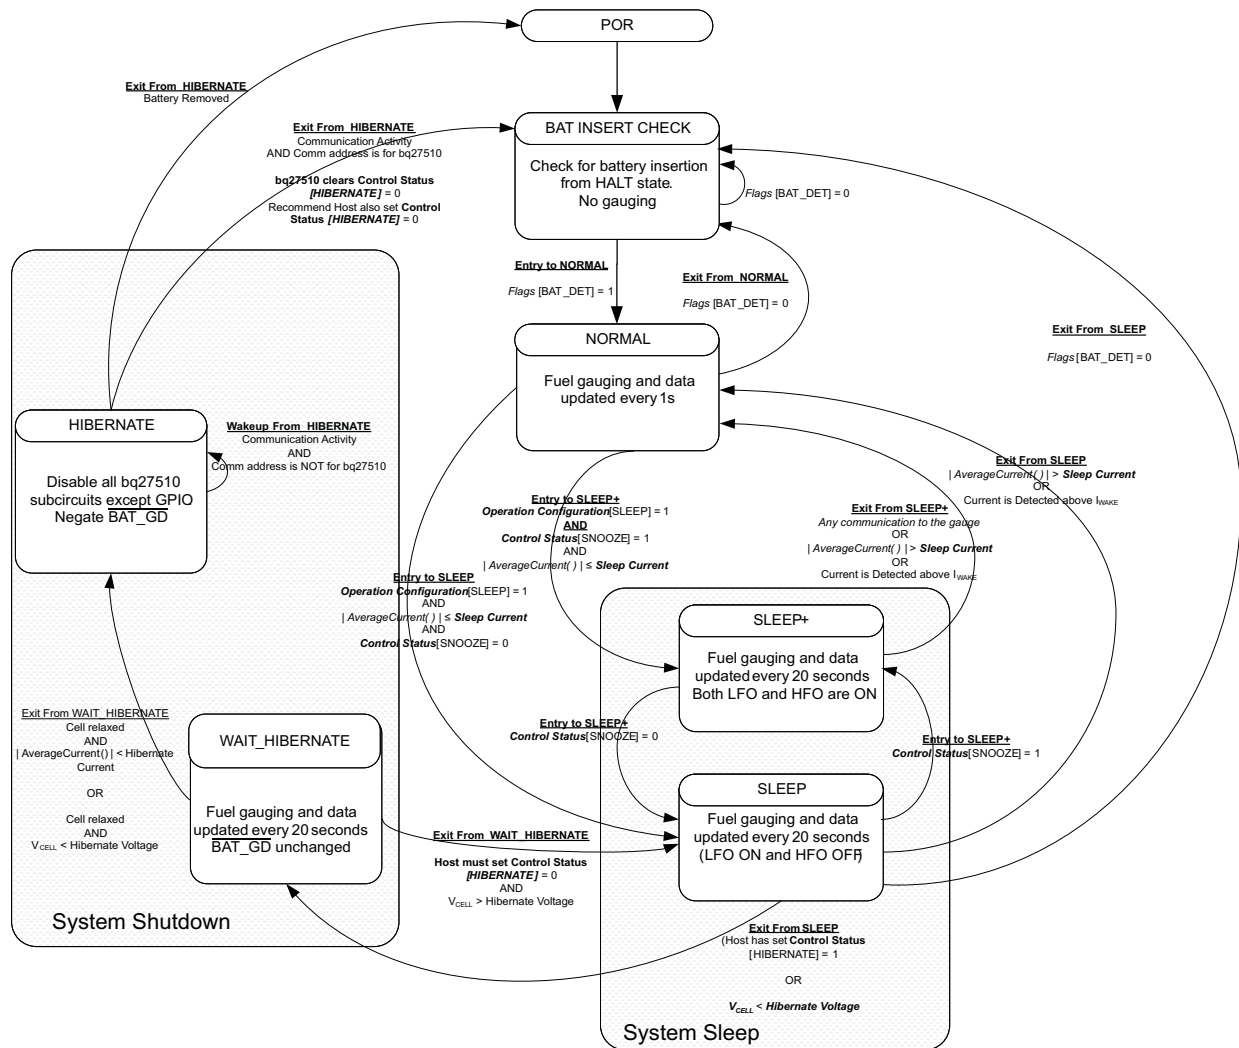 POR
Exit From HIBERNATE
Battery Removed
Exit From HIBERNATE
Communication Activity
AND Comm address is for bq27510
bq27510 clears Control Status
[HIBERNATE] = 0
Recommend Host also set Control
Status [HIBERNATE] = 0
BAT INSERT CHECK
Check for battery insertion
from HALT state.
No gauging
Flags [BAT_DET] = 0
Entry to NORMAL
Flags [BAT_DET] = 1
Exit From NORMAL
Flags [BAT_DET] = 0
Exit From SLEEP
Flags [BAT_DET] = 0
NORMAL
Fuel gauging and data
updated every 1s
HIBERNATE
Disable all bq27510
subcircuits except GPIO
Negate BAT_GD
Wakeup From HIBERNATE
Communication Activity
AND
Comm address is NOT for bq27510
Entry to SLEEP+
Operation Configuration[SLEEP] = 1
AND
Control Status[SNOOZE] = 1
AND
| AverageCurrent( ) | ≤ Sleep Current
Exit From SLEEP
| AverageCurrent( ) | > Sleep Current
OR
Current is Detected above IWAKE
Exit From SLEEP+
Any communication to the gauge
OR
| AverageCurrent( ) | > Sleep Current
OR
Current is Detected above IWAKE
Entry to SLEEP
Operation Configuration[SLEEP] = 1
AND
| AverageCurrent( ) | ≤ Sleep Current
AND
Control Status[SNOOZE] = 0
SLEEP+
Fuel gauging and data
updated every 20 seconds
Both LFO and HFO are ON
Entry to SLEEP+
Control Status[SNOOZE] = 0
Entry to SLEEP+
Control Status[SNOOZE] = 1
Exit From WAIT_HIBERNATE
Cell relaxed
AND
| AverageCurrent() | < Hibernate
Current
OR
Cell relaxed
AND
VCELL < Hibernate Voltage
WAIT_HIBERNATE
Fuel gauging and data
updated every 20 seconds
BAT_GD unchanged
SLEEP
Fuel gauging and data
updated every 20 seconds
(LFO ON and HFO OFF)
Exit From WAIT_HIBERNATE
Host must set Control Status
[HIBERNATE] = 0
AND
VCELL > Hibernate Voltage
System Shutdown
Exit From SLEEP
(Host has set Control Status
[HIBERNATE] = 1
OR
VCELL < Hibernate Voltage
System Sleep